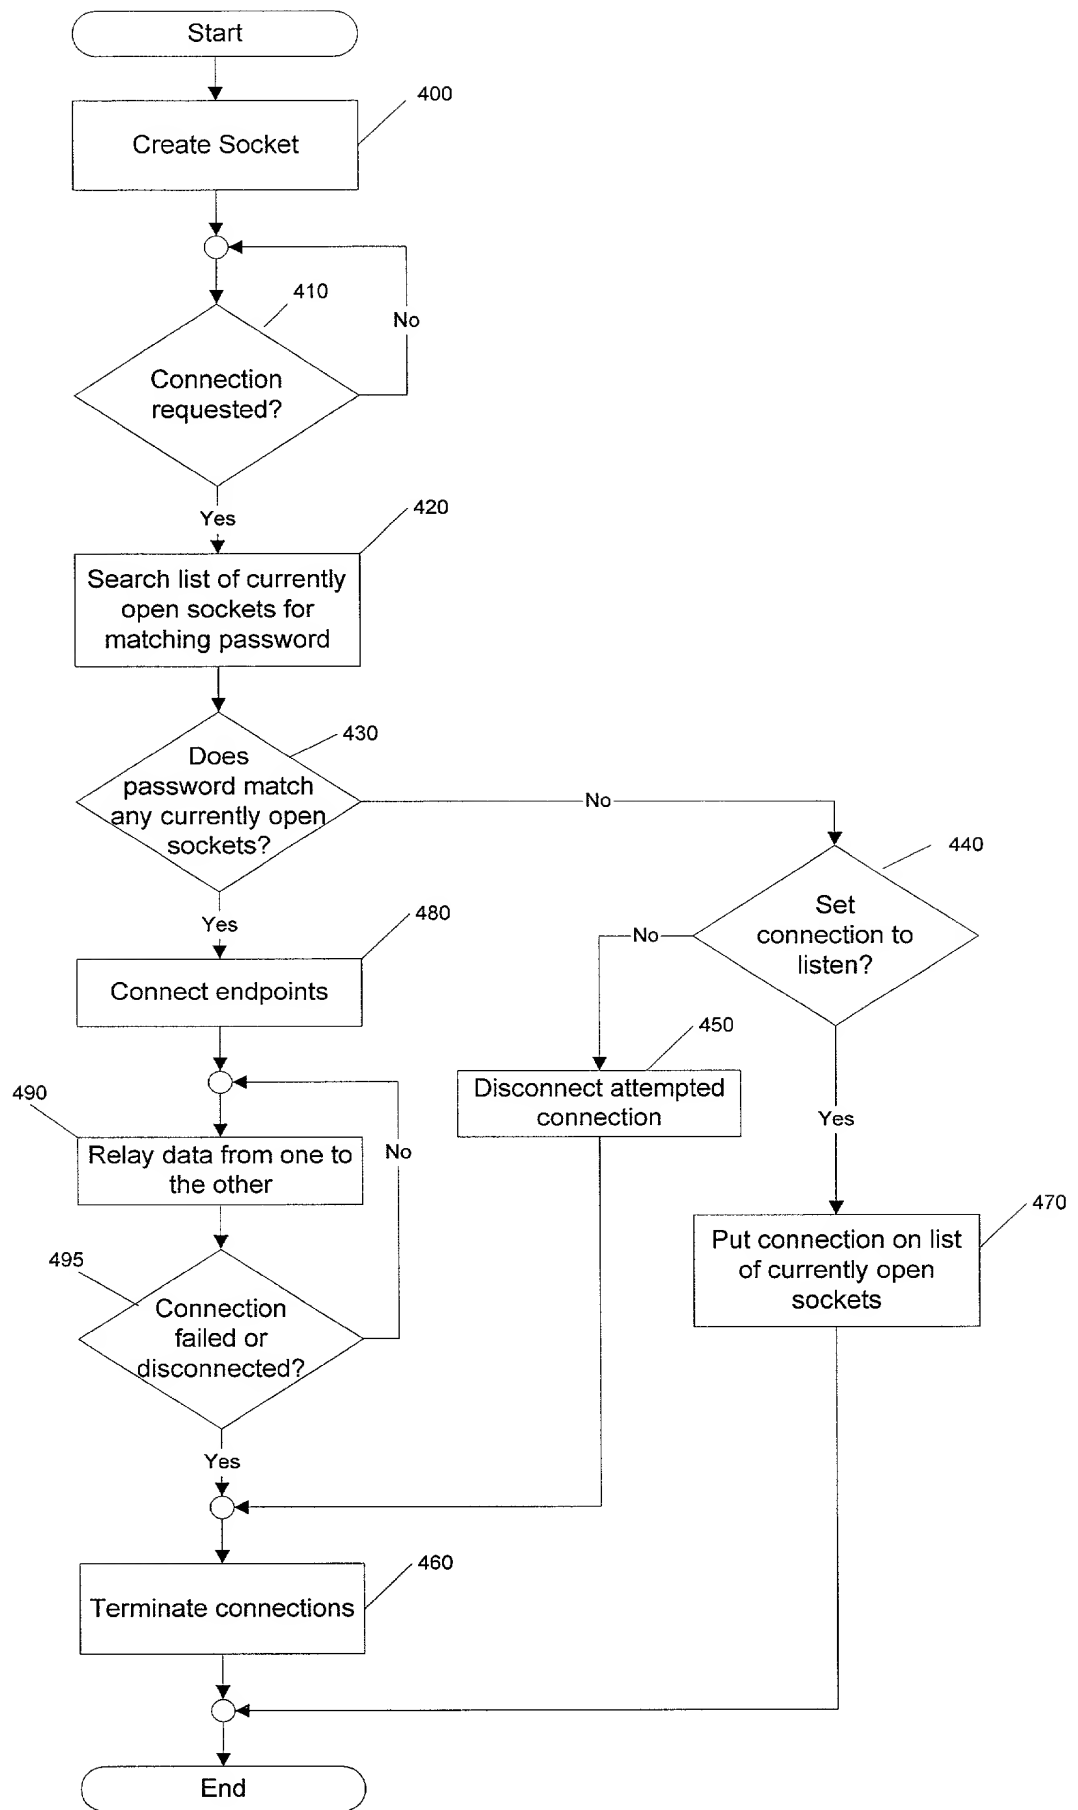 Start
400
Create Socket
410
No
Connection
requested?
Yes
420
Search list of currently
open sockets for
matching password
430
Does
password match
any currently open
sockets?
No
440
Set
connection to
listen?
Yes
480
No
Connect endpoints
450
Disconnect attempted
connection
490
Yes
No
Relay data from one to
the other
470
Put connection on list
of currently open
sockets
495
Connection
failed or
disconnected?
Yes
460
Terminate connections
End